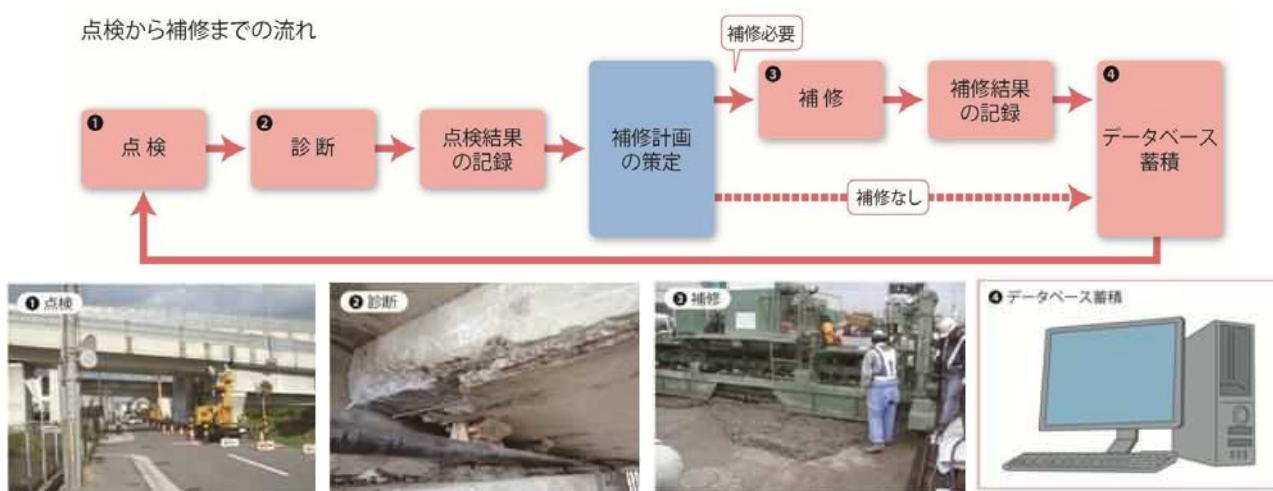 点検から補修までの流れ
補修必要
❶
点検
❷
診断
点検結果
の記録
補修計画
の策定
❸
補修
補修結果
の記録
❹
データベース
蓄積
補修なし
❶ 点検
❷ 診断
❸ 補修
❹ データベース蓄積